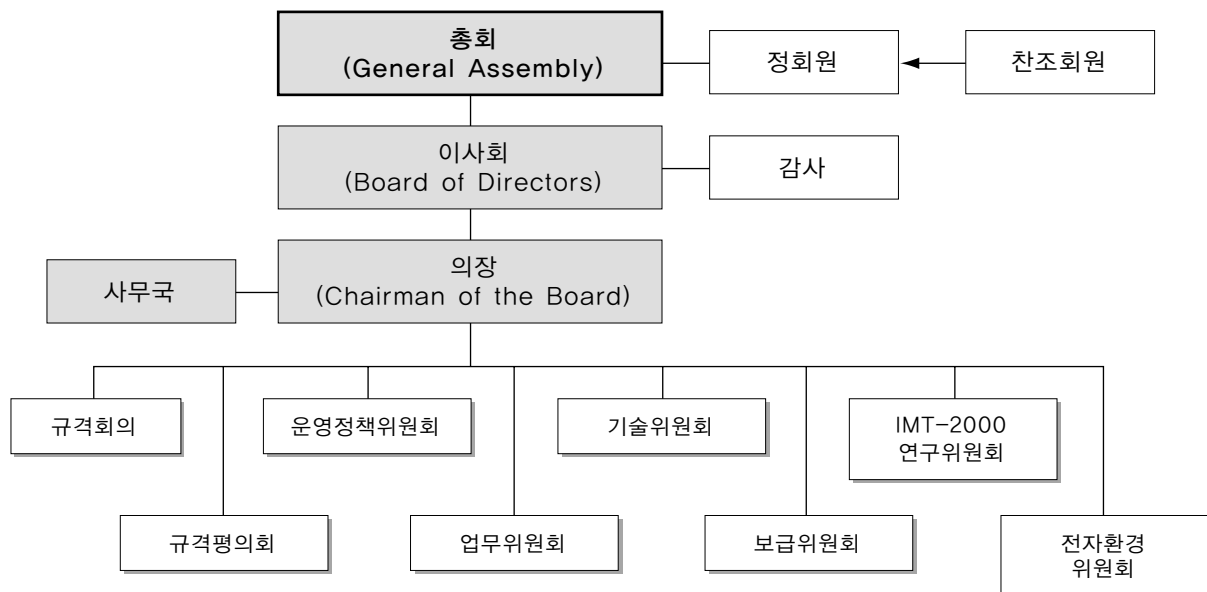 총회
(General Assembly)
정회원
찬조회원
이사회
(Board of Directors)
감사
사무국
의장
(Chairman of the Board)
규격회의
운영정책위원회
기술위원회
IMT-2000
연구위원회
규격평의회
업무위원회
보급위원회
전자환경
위원회